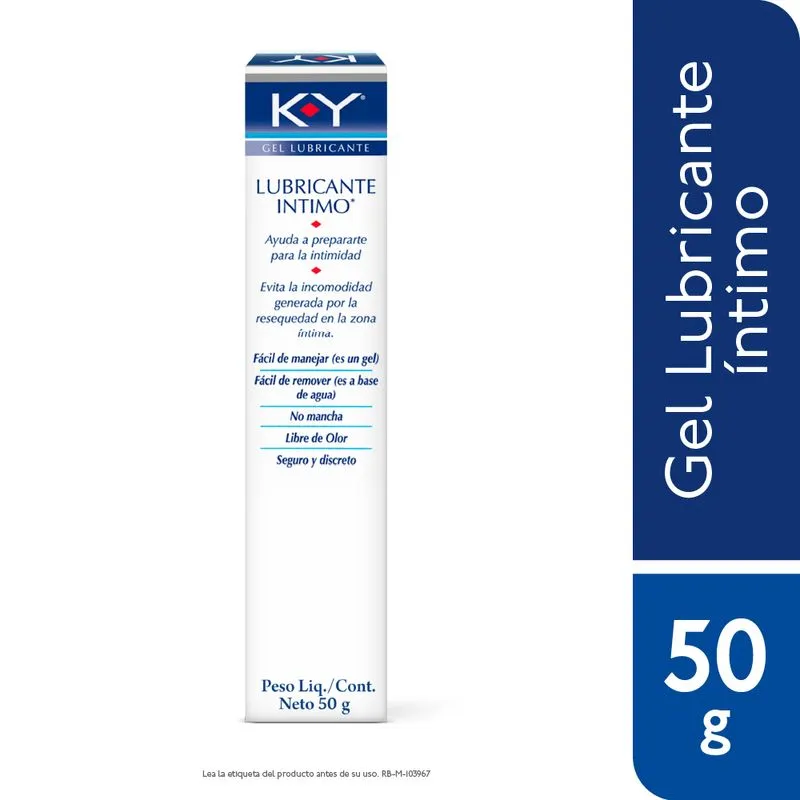 K-Y®
GEL LUBRICANTE
LUBRICANTE
INTIMO*
Ayuda a prepararte
para la intimidad
Evita la incomodidad
generada por la
resequedad en la zona
íntima.
Fácil de manejar (es un gel)
Fácil de remover (es a base
de agua)
No mancha
Libre de Olor
Seguro y discreto
Peso Liq./Cont.
Neto 50 g
Lea la etiqueta del producto antes de su uso. RB-M-103967
Gel Lubricante
íntimo
50
g